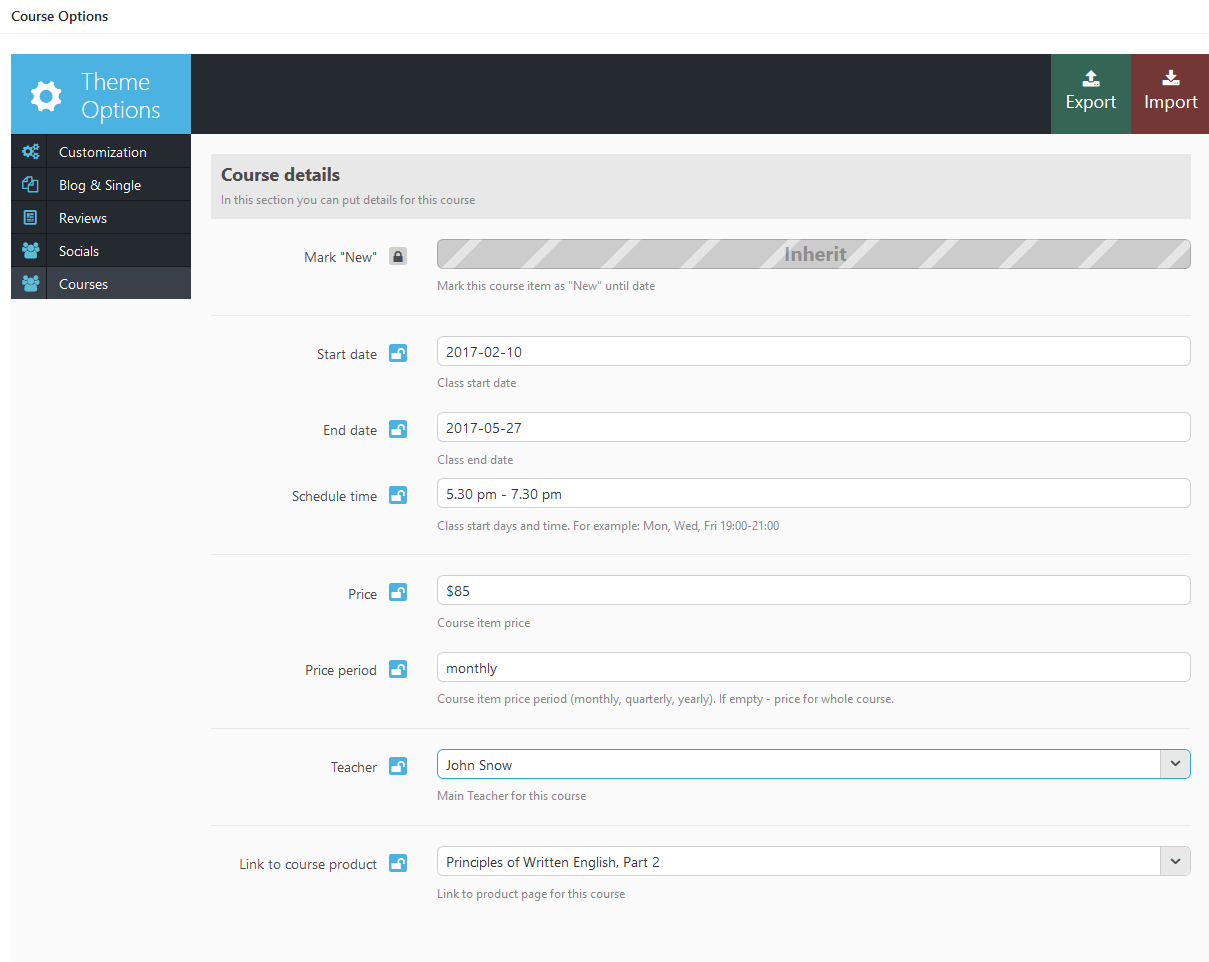 Course Options
Theme
Options
Export
Import
Customization
Blog & Single
Reviews
Socials
Courses
Course details
In this section you can put details for this course
Mark "New"
Inherit
Mark this course item as "New" until date
Start date
2017-02-10
Class start date
End date
2017-05-27
Class end date
Schedule time
5.30 pm - 7.30 pm
Class start days and time. For example: Mon, Wed, Fri 19:00-21:00
Price
$85
Course item price
Price period
monthly
Course item price period (monthly, quarterly, yearly). If empty - price for whole course.
Teacher
John Snow
Main Teacher for this course
Link to course product
Principles of Written English, Part 2
Link to product page for this course